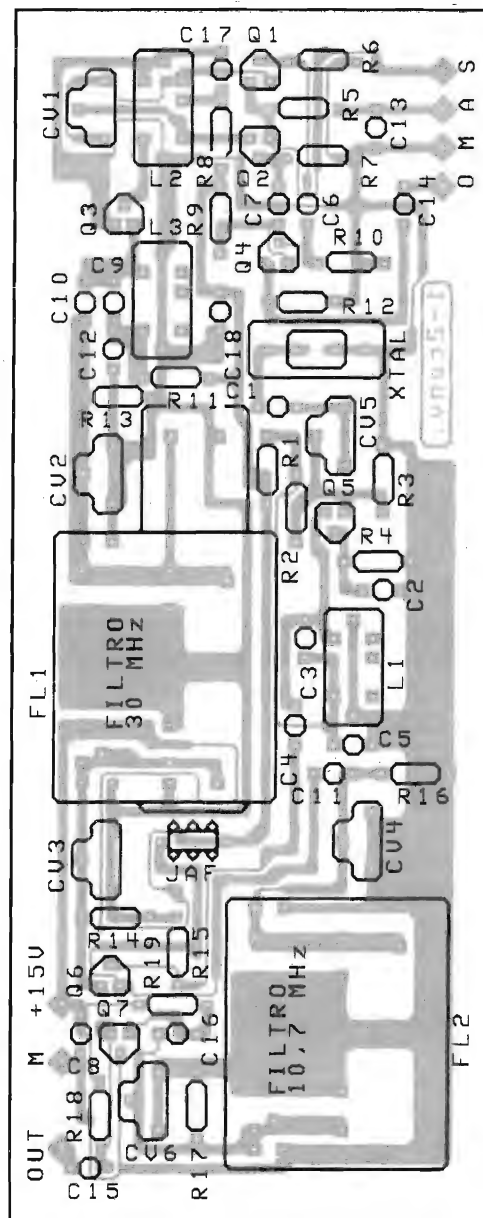 C17
Q1
R6
S
CV1
R5
C13
A
L2
R8
Q2
R7
M
C7
C6
C14
O
Q3
L3
R9
Q4
R10
C9
C10
R12
C12
C18
XTAL
R13
R11
CV5
CV2
R1
Q5
R3
R2
R4
C2
FL1
FILTRO
30 MHz
C3
L1
C4
C5
C11
R16
CV3
JAF
CV4
R14
R19
R15
+15V
Q6
Q7
C16
FILTRO
10,7 MHz
FL2
M
C8
R18
CV6
R17
OUT
C15